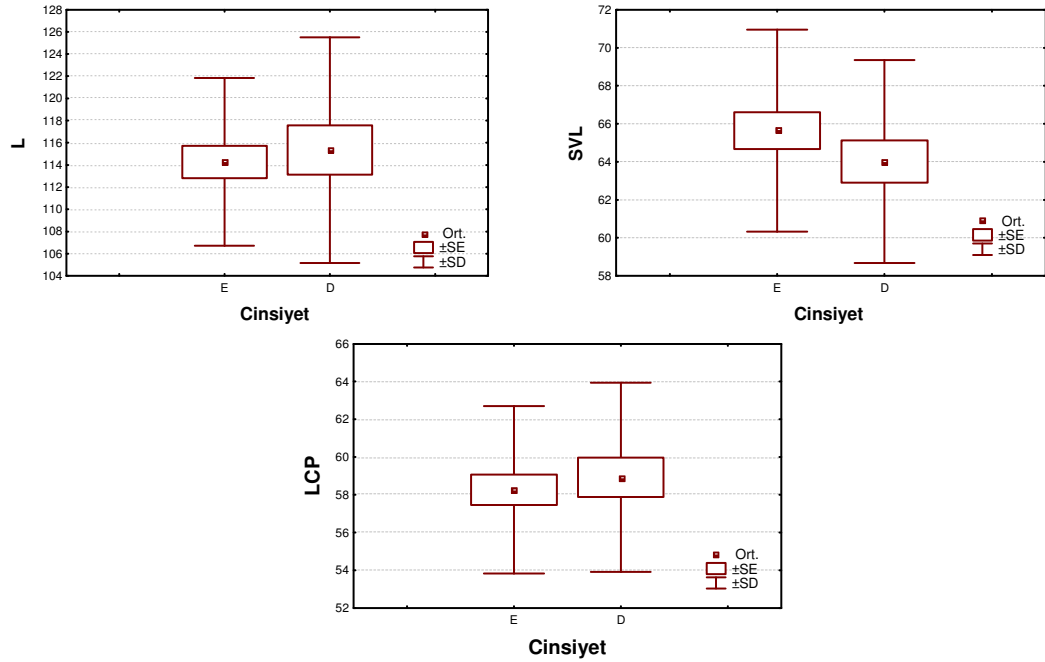 128
126
124
122
120
118
116
114
112
110
108
106
104
L
Ort.
±SE
±SD
E D
Cinsiyet
72
70
68
66
64
62
60
58
SVL
Ort.
±SE
±SD
E D
Cinsiyet
66
64
62
60
58
56
54
52
LCP
Ort.
±SE
±SD
E D
Cinsiyet